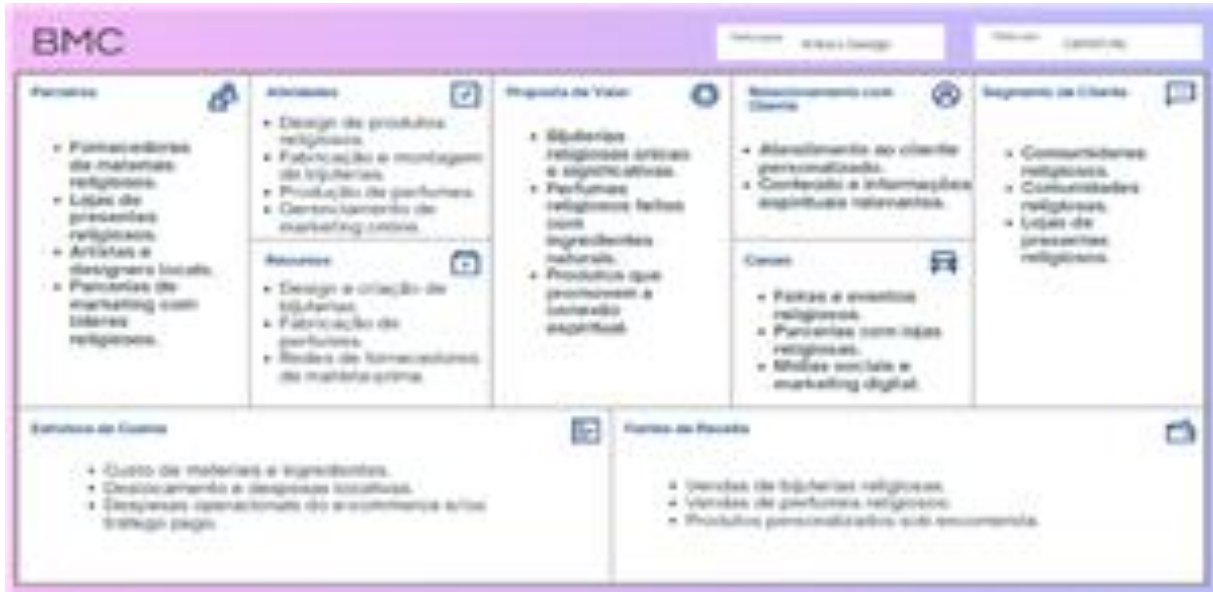 BMC
Parceiros
• Fornecedores
de materiais
religiosos.
• Lojas de
presentes
religiosos.
• Artistas e
designers locais.
• Parcerias de
marketing com
líderes
religiosos.
Atividades
• Design de produtos
religiosos.
• Fabricação e montagem
de bijuterias.
• Produção de perfumes.
• Gerenciamento de
marketing online.
Recursos
• Design e criação de
bijuterias.
• Fabricação de
perfumes.
• Redes de fornecedores
de matéria-prima.
Proposta de Valor
• Bijuterias
religiosas únicas
e significativas.
• Perfumes
religiosos feitos
com
ingredientes
naturais.
• Produtos que
promovem a
conexão
espiritual.
Relacionamento com
Cliente
• Atendimento ao cliente
personalizado.
• Conteúdo e informações
espirituais relevantes.
Canais
• Feiras e eventos
religiosos.
• Parcerias com lojas
religiosas.
• Mídias sociais e
marketing digital.
Segmento de Cliente
• Consumidores
religiosos.
• Comunidades
religiosas.
• Lojas de
presentes
religiosos.
Estrutura de Custos
• Custo de materiais e ingredientes.
• Deslocamento e despesas locativas.
• Despesas operacionais do e-commerce e/ou
tráfego pago.
Fontes de Receita
• Vendas de bijuterias religiosas.
• Vendas de perfumes religiosos.
• Produtos personalizados sob encomenda.